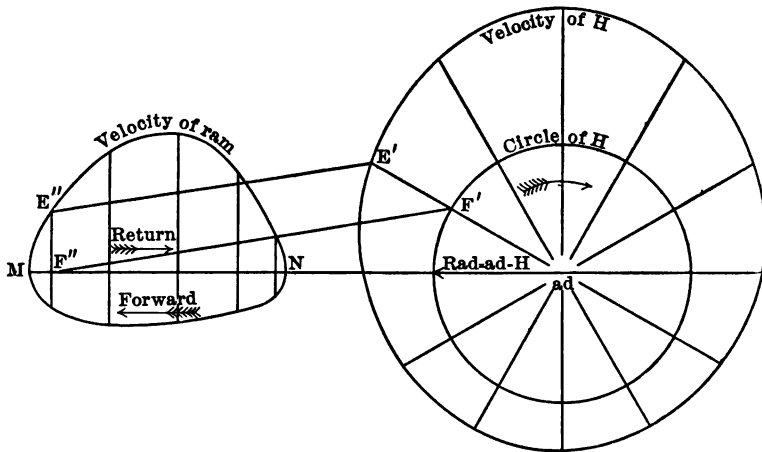 Velocity of H
Velocity of ram
Circle of H
E'
E"
F'
Return
M
F"
N
Rad-ad-H
ad
Forward